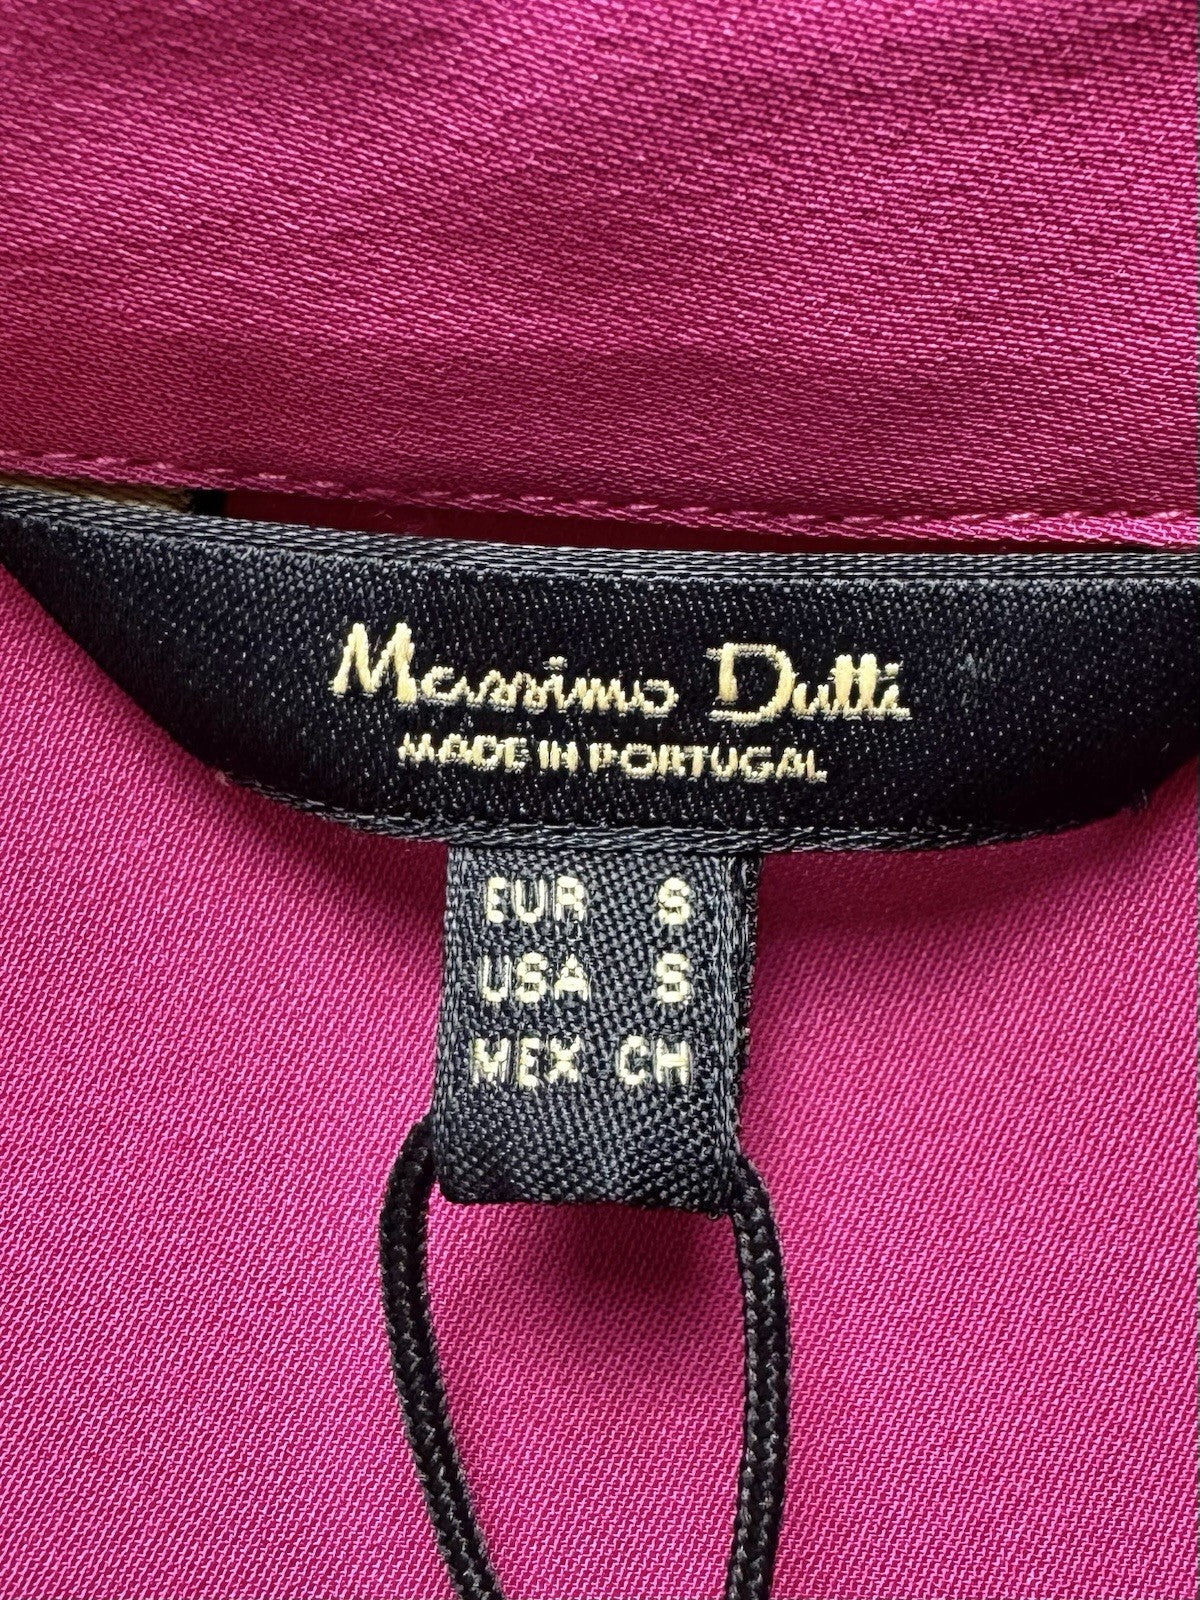 Massimo Dutti
MADE IN PORTUGAL
EUR S
USA S
MEX CH